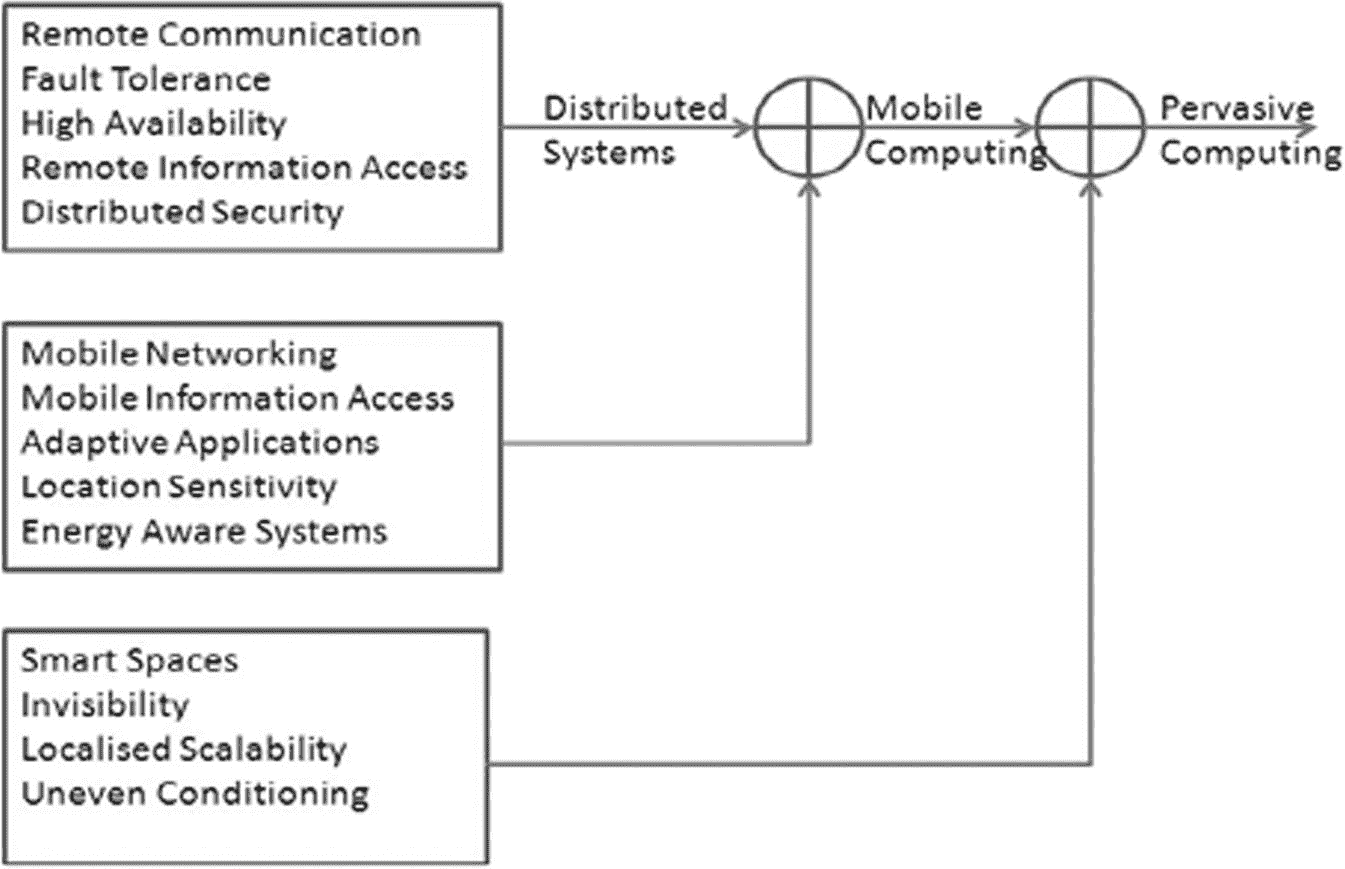 Remote Communication
Fault Tolerance
High Availability
Remote Information Access
Distributed Security
Distributed
Systems
Mobile
Computing
Pervasive
Computing
Mobile Networking
Mobile Information Access
Adaptive Applications
Location Sensitivity
Energy Aware Systems
Smart Spaces
Invisibility
Localised Scalability
Uneven Conditioning